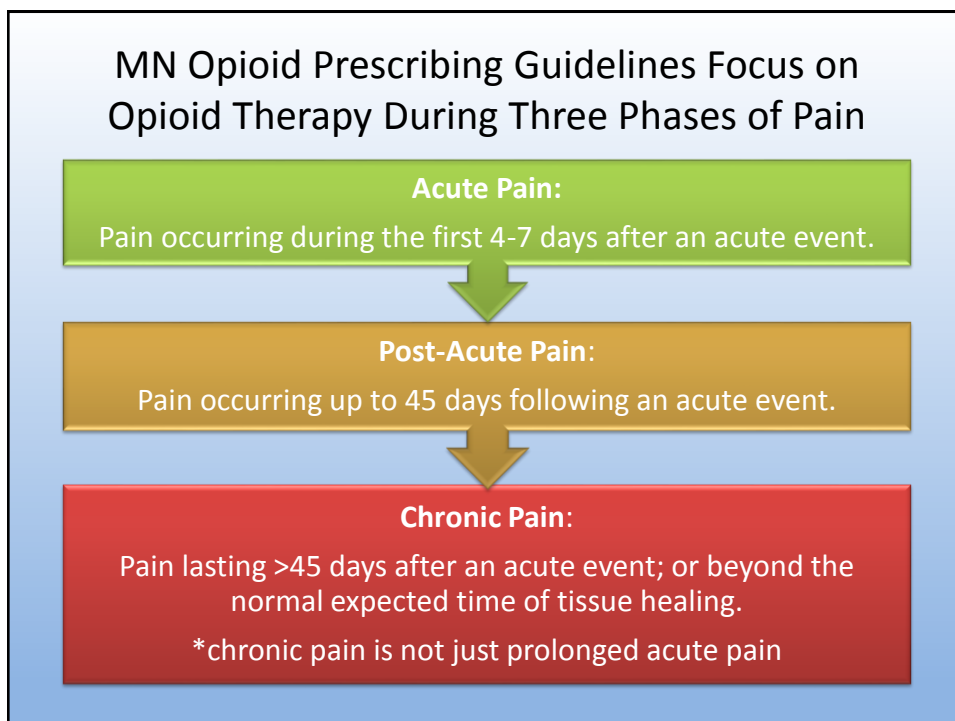 MN Opioid Prescribing Guidelines Focus on
Opioid Therapy During Three Phases of Pain
Acute Pain:
Pain occurring during the first 4-7 days after an acute event.
Post-Acute Pain:
Pain occurring up to 45 days following an acute event.
Chronic Pain:
Pain lasting >45 days after an acute event; or beyond the
normal expected time of tissue healing.
*chronic pain is not just prolonged acute pain